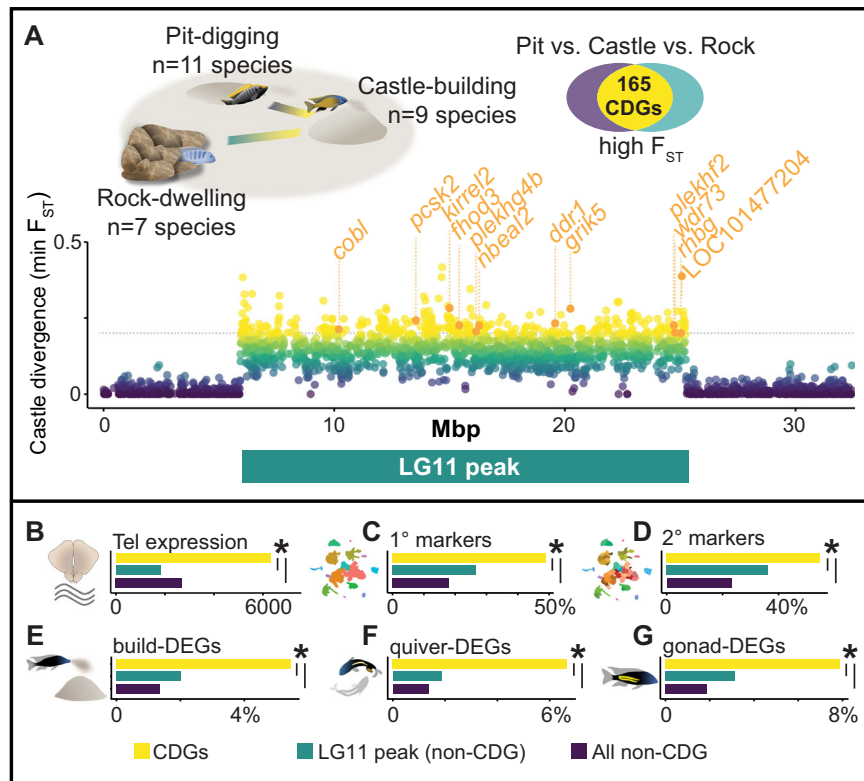 A
Pit-digging
n=11 species
Castle-building
n=9 species
Rock-dwelling
n=7 species
Pit vs. Castle vs. Rock
165
CDGs
high FST
Castle divergence (min FST)
0.5
0
cobl
pcsk2
kirrel2
fhod3
plekhg4b
nbeal2
ddr1
grik5
plekhf2
wdr73
rhbg
LOC101477204
0
10
20
30
Mbp
LG11 peak
B
Tel expression
*
0
6000
C
1° markers
*
0
50%
D
2° markers
*
0
40%
E
build-DEGs
*
0
4%
F
quiver-DEGs
*
0
6%
G
gonad-DEGs
*
0
8%
CDGs
LG11 peak (non-CDG)
All non-CDG